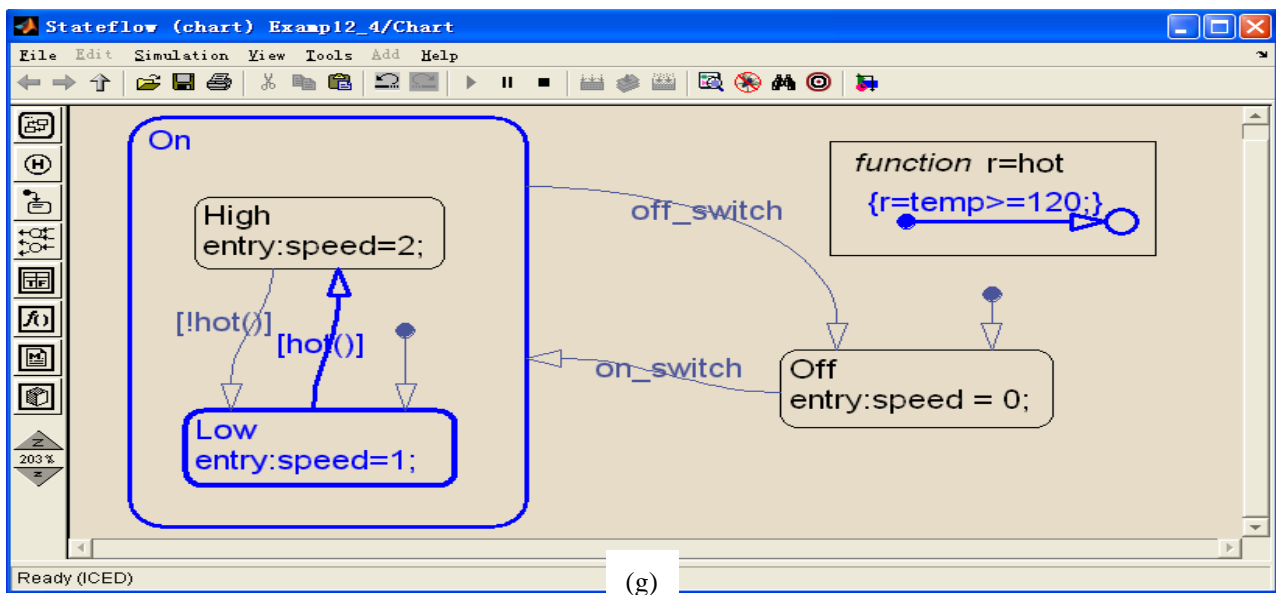 Stateflow (chart) Examp12_4/Chart
File Edit Simulation View Tools Add Help
On
High
entry:speed=2;
[!hot()]
[hot()]
Low
entry:speed=1;
off_switch
on_switch
function r=hot
{r=temp>=120;}
Off
entry:speed = 0;
203%
Ready (ICED)
(g)